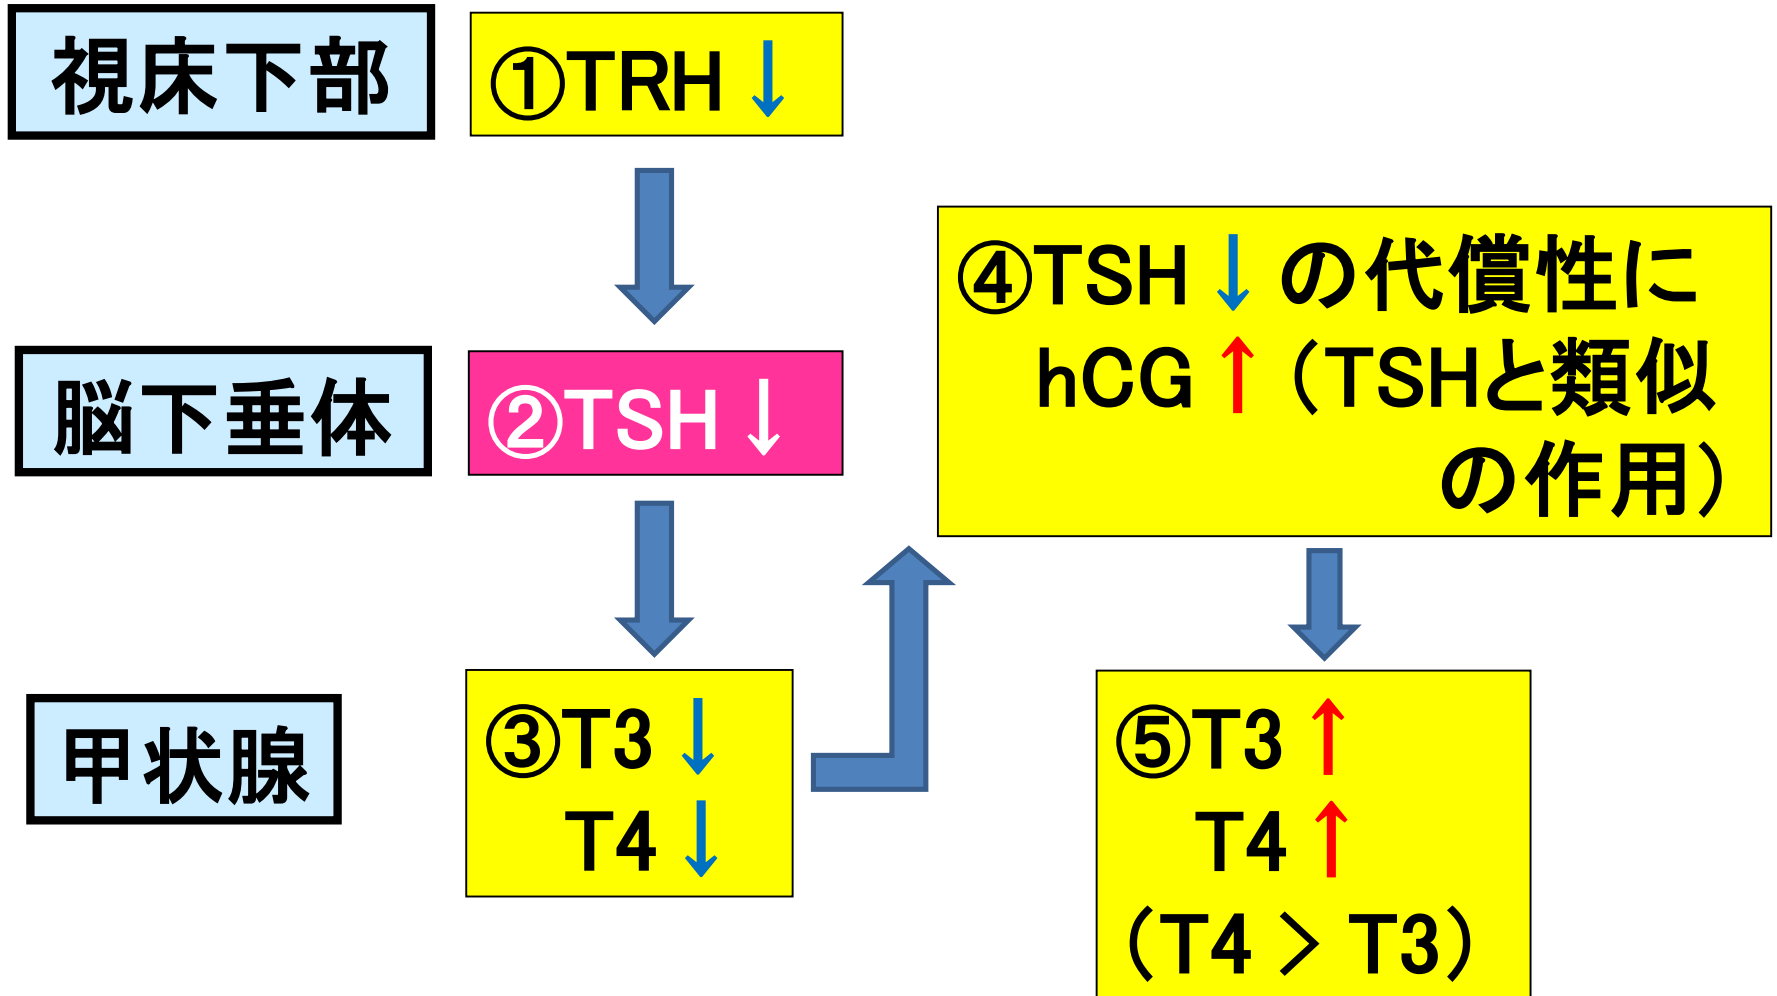 視床下部
①TRH↓
脳下垂体
②TSH↓
甲状腺
③T3↓
T4↓
④TSH↓の代償性に
hCG↑（TSHと類似
の作用）
⑤T3↑
T4↑
（T4＞T3）